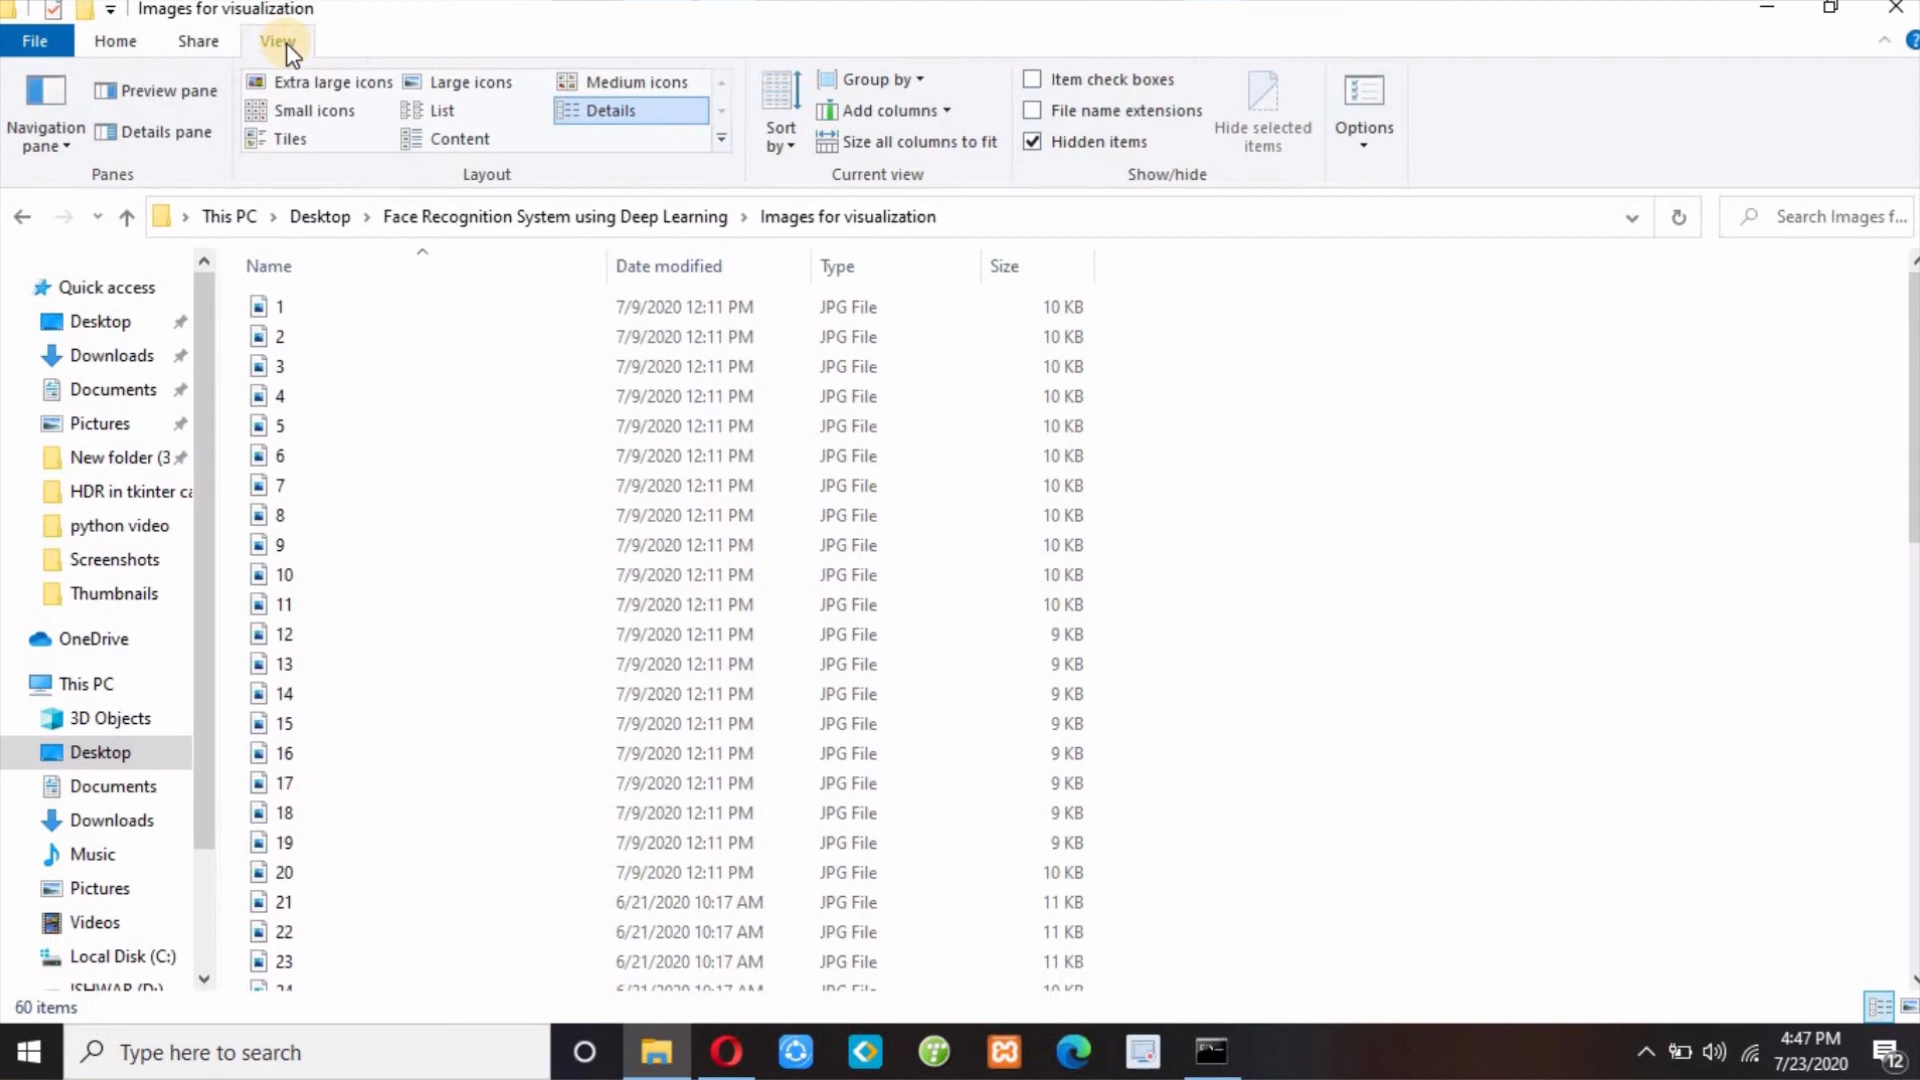 Images for visualization
File Home Share View
Navigation pane
Preview pane
Details pane
Panes
Extra large icons Large icons Medium icons
Small icons List Details
Tiles Content
Layout
Sort by
Group by
Add columns
Size all columns to fit
Current view
Item check boxes
File name extensions
Hidden items
Hide selected items
Show/hide
Options
This PC Desktop Face Recognition System using Deep Learning Images for visualization
Search Images f...
Quick access
Desktop
Downloads
Documents
Pictures
New folder (3
HDR in tkinter ca
python video
Screenshots
Thumbnails
OneDrive
This PC
3D Objects
Desktop
Documents
Downloads
Music
Pictures
Videos
Local Disk (C:)
ISHWAR (D:)
Name Date modified Type Size
1 7/9/2020 12:11 PM JPG File 10 KB
2 7/9/2020 12:11 PM JPG File 10 KB
3 7/9/2020 12:11 PM JPG File 10 KB
4 7/9/2020 12:11 PM JPG File 10 KB
5 7/9/2020 12:11 PM JPG File 10 KB
6 7/9/2020 12:11 PM JPG File 10 KB
7 7/9/2020 12:11 PM JPG File 10 KB
8 7/9/2020 12:11 PM JPG File 10 KB
9 7/9/2020 12:11 PM JPG File 10 KB
10 7/9/2020 12:11 PM JPG File 10 KB
11 7/9/2020 12:11 PM JPG File 10 KB
12 7/9/2020 12:11 PM JPG File 9 KB
13 7/9/2020 12:11 PM JPG File 9 KB
14 7/9/2020 12:11 PM JPG File 9 KB
15 7/9/2020 12:11 PM JPG File 9 KB
16 7/9/2020 12:11 PM JPG File 9 KB
17 7/9/2020 12:11 PM JPG File 9 KB
18 7/9/2020 12:11 PM JPG File 9 KB
19 7/9/2020 12:11 PM JPG File 9 KB
20 7/9/2020 12:11 PM JPG File 10 KB
21 6/21/2020 10:17 AM JPG File 11 KB
22 6/21/2020 10:17 AM JPG File 11 KB
23 6/21/2020 10:17 AM JPG File 11 KB
24 6/21/2020 10:17 AM JPG File 10 KB
60 items
Type here to search
4:47 PM
7/23/2020
12